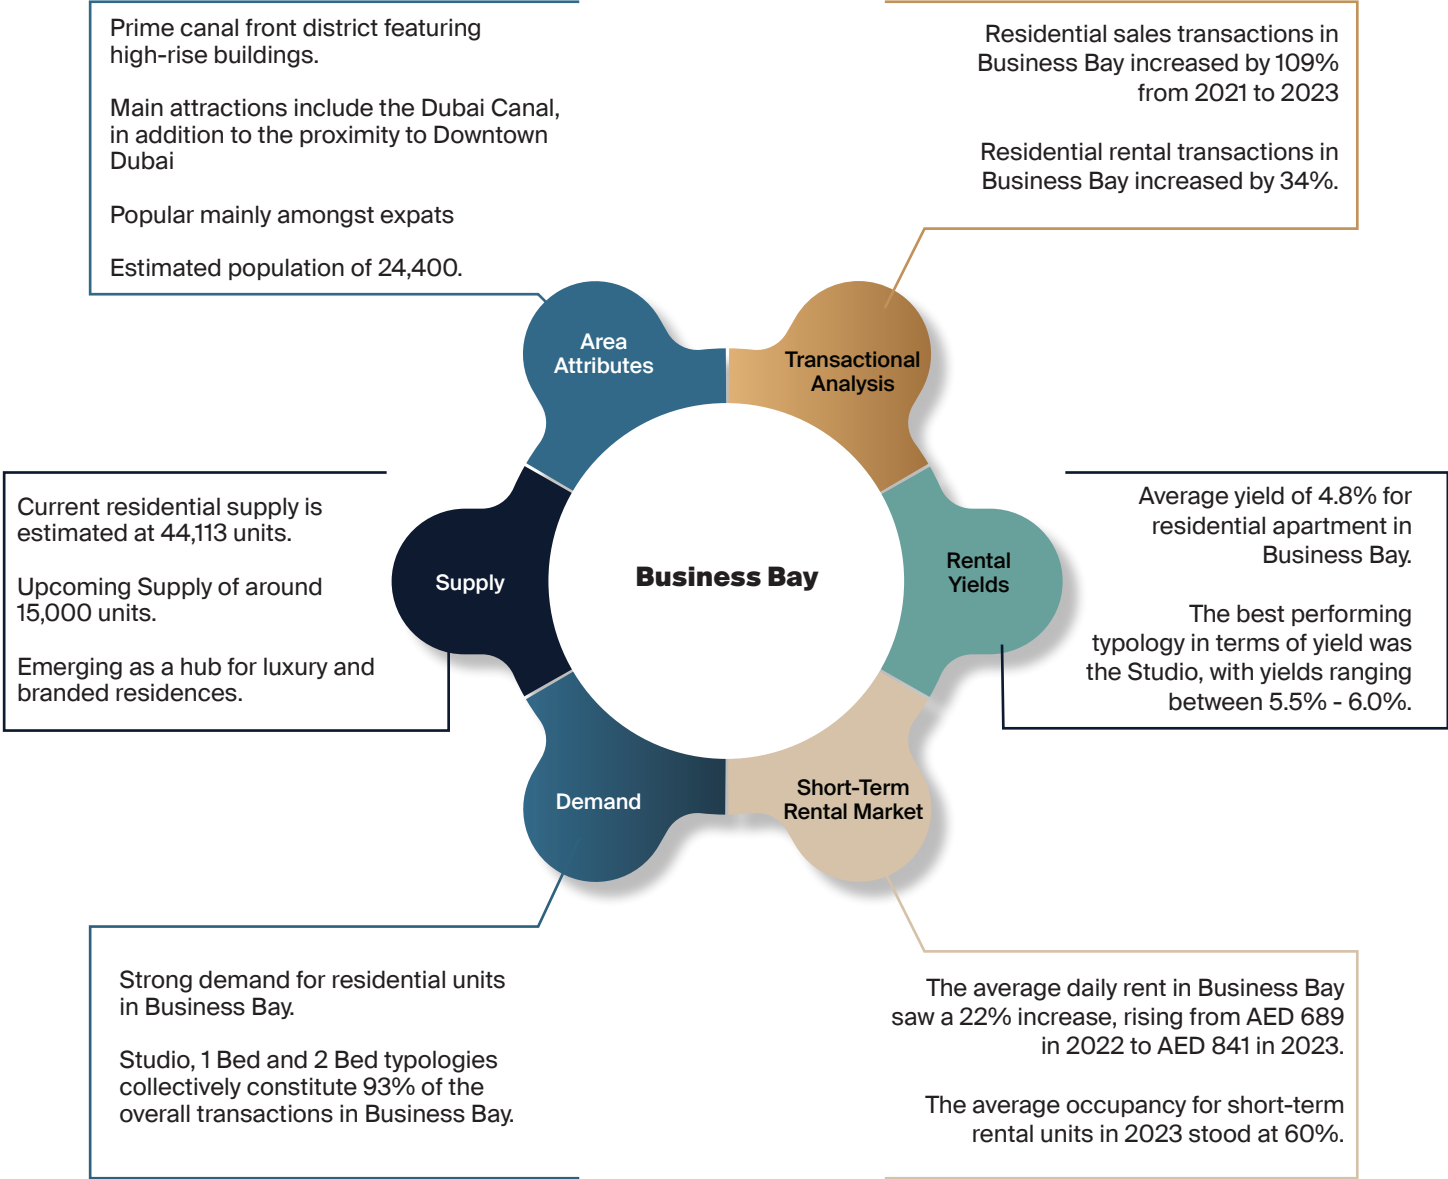 Prime canal front district featuring
high-rise buildings.
Main attractions include the Dubai Canal,
in addition to the proximity to Downtown
Dubai
Popular mainly amongst expats
Estimated population of 24,400.
Residential sales transactions in
Business Bay increased by 109%
from 2021 to 2023
Residential rental transactions in
Business Bay increased by 34%.
Area
Attributes
Transactional
Analysis
Current residential supply is
estimated at 44,113 units.
Upcoming Supply of around
15,000 units.
Emerging as a hub for luxury and
branded residences.
Supply
Business Bay
Rental
Yields
Average yield of 4.8% for
residential apartment in
Business Bay.
The best performing
typology in terms of yield was
the Studio, with yields ranging
between 5.5% - 6.0%.
Demand
Short-Term
Rental Market
Strong demand for residential units
in Business Bay.
Studio, 1 Bed and 2 Bed typologies
collectively constitute 93% of the
overall transactions in Business Bay.
The average daily rent in Business Bay
saw a 22% increase, rising from AED 689
in 2022 to AED 841 in 2023.
The average occupancy for short-term
rental units in 2023 stood at 60%.